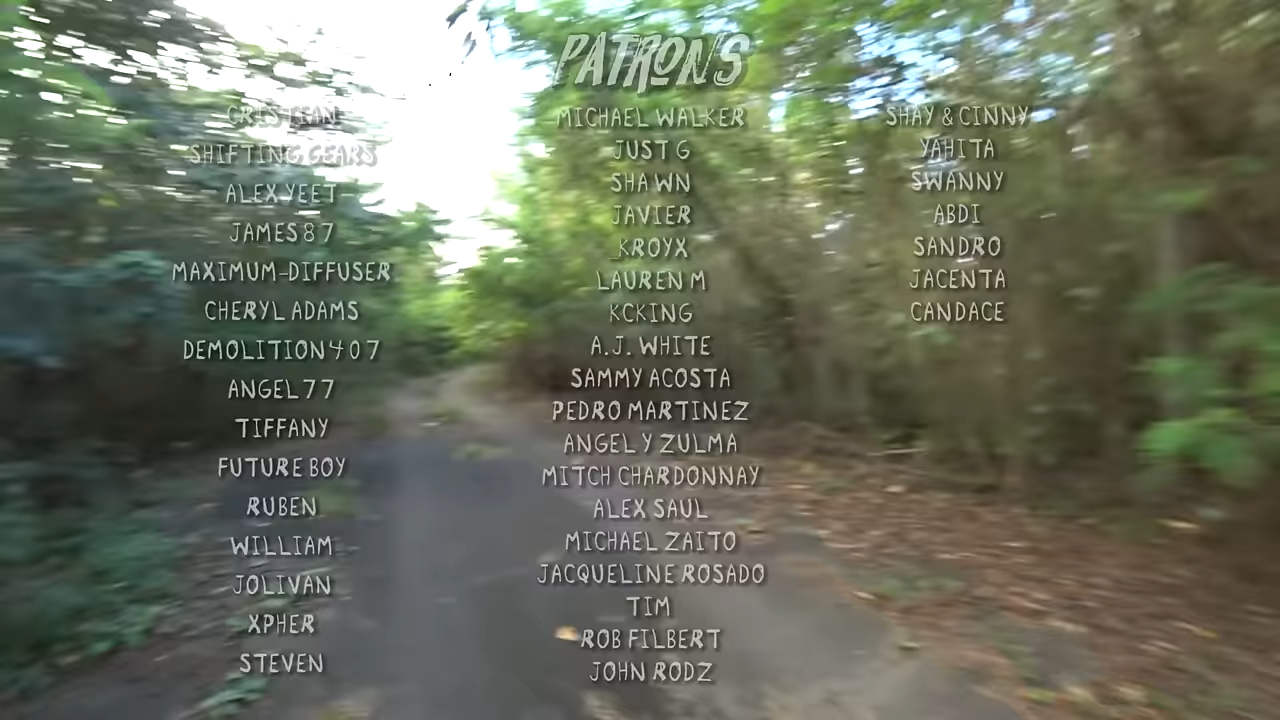 PATRONS
CRISTIAN
SHIFTING GEARS
ALEX YEET
JAMES87
MAXIMUM-DIFFUSER
CHERYL ADAMS
DEMOLITION407
ANGEL77
TIFFANY
FUTURE BOY
RUBEN
WILLIAM
JOLIVAN
XPHER
STEVEN
MICHAEL WALKER
JUST G
SHAWN
JAVIER
_KROYX
LAUREN M
KCKING
A.J. WHITE
SAMMY ACOSTA
PEDRO MARTINEZ
ANGEL Y ZULMA
MITCH CHARDONNAY
ALEX SAUL
MICHAEL ZAITO
JACQUELINE ROSADO
TIM
ROB FILBERT
JOHN RODZ
SHAY & CINNY
YAHITA
SWANNY
ABDI
SANDRO
JACENTA
CANDACE